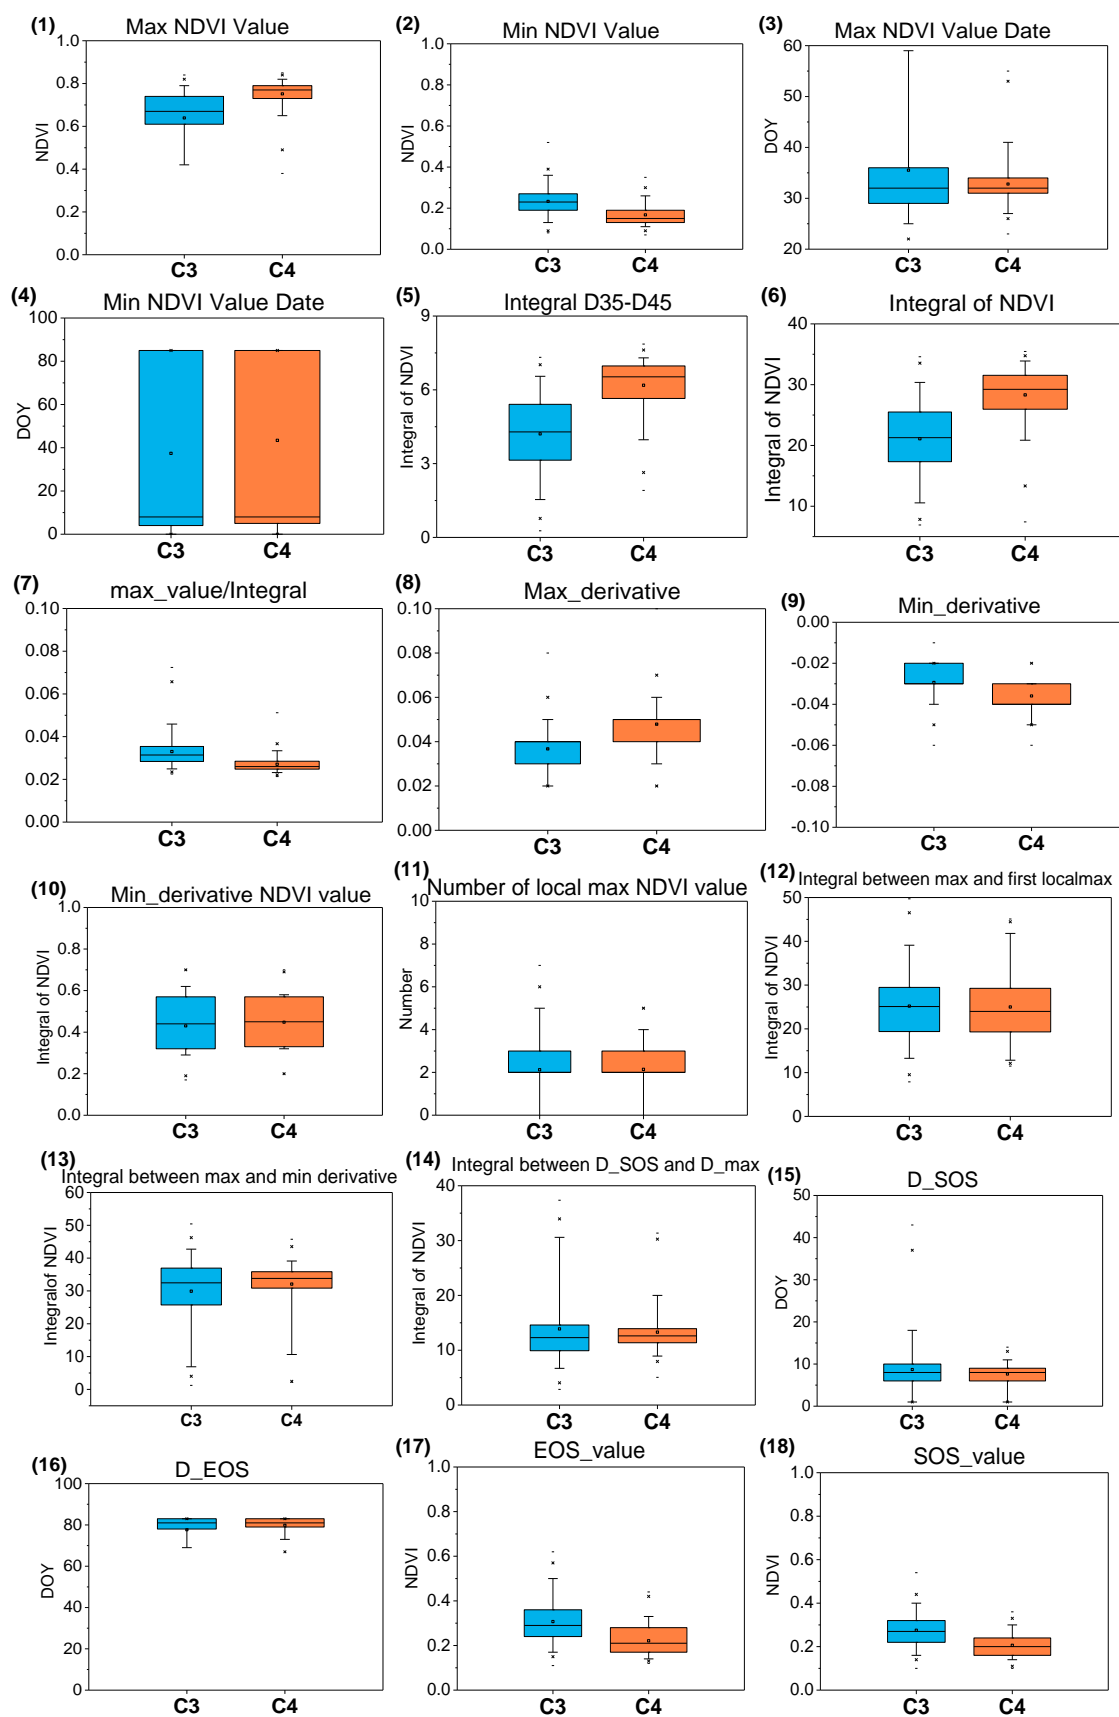 (1) Max NDVI Value
1.0
0.8
0.6
0.4
0.2
0.0
NDVI
C3 C4
(2) Min NDVI Value
1.0
0.8
0.6
0.4
0.2
0.0
NDVI
C3 C4
(3) Max NDVI Value Date
60
50
40
30
20
DOY
C3 C4
(4) Min NDVI Value Date
100
80
60
40
20
0
DOY
C3 C4
(5) Integral D35-D45
9
6
3
0
Integral of NDVI
C3 C4
(6) Integral of NDVI
40
30
20
10
Integral of NDVI
C3 C4
(7) max_value/Integral
0.10
0.08
0.06
0.04
0.02
0.00
C3 C4
(8) Max_derivative
0.10
0.08
0.06
0.04
0.02
0.00
C3 C4
(9) Min_derivative
0.00
-0.02
-0.04
-0.06
-0.08
-0.10
C3 C4
(10) Min_derivative NDVI value
1.0
0.8
0.6
0.4
0.2
0.0
Integral of NDVI
C3 C4
(11) Number of local max NDVI value
10
8
6
4
2
0
Number
C3 C4
(12) Integral between max and first localmax
50
40
30
20
10
0
Integral of NDVI
C3 C4
(13) Integral between max and min derivative
60
50
40
30
20
10
0
Integralof NDVI
C3 C4
(14) Integral between D_SOS and D_max
40
30
20
10
0
Integral of NDVI
C3 C4
(15) D_SOS
50
40
30
20
10
0
DOY
C3 C4
(16) D_EOS
100
80
60
40
20
0
DOY
C3 C4
(17) EOS_value
1.0
0.8
0.6
0.4
0.2
0.0
NDVI
C3 C4
(18) SOS_value
1.0
0.8
0.6
0.4
0.2
0.0
NDVI
C3 C4